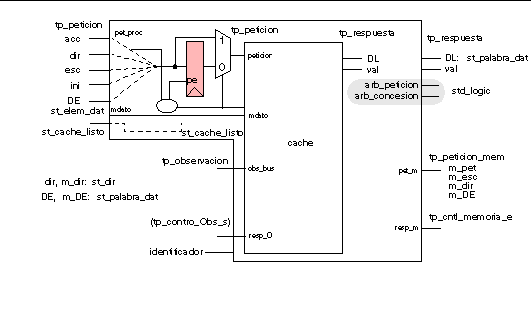 tp_peticion
tp_peticion
tp_respuesta
tp_respuesta
acc
pet_proc
1
dir
DL
DL: st_palabra_dat
esc
peticion
0
val
val
ini
pe
arb_peticion
std_logic
DE
arb_concesion
st_elem_dat
mdato
mdato
st_cache_listo
st_cache_listo
cache
tp_observacion
obs_bus
tp_peticion_mem
pet_m
m_pet
m_esc
m_dir
m_DE
dir, m_dir: st_dir
DE, m_DE: st_palabra_dat
(tp_contro_Obs_s)
tp_cntl_memoria_e
resp_O
resp_m
identificador